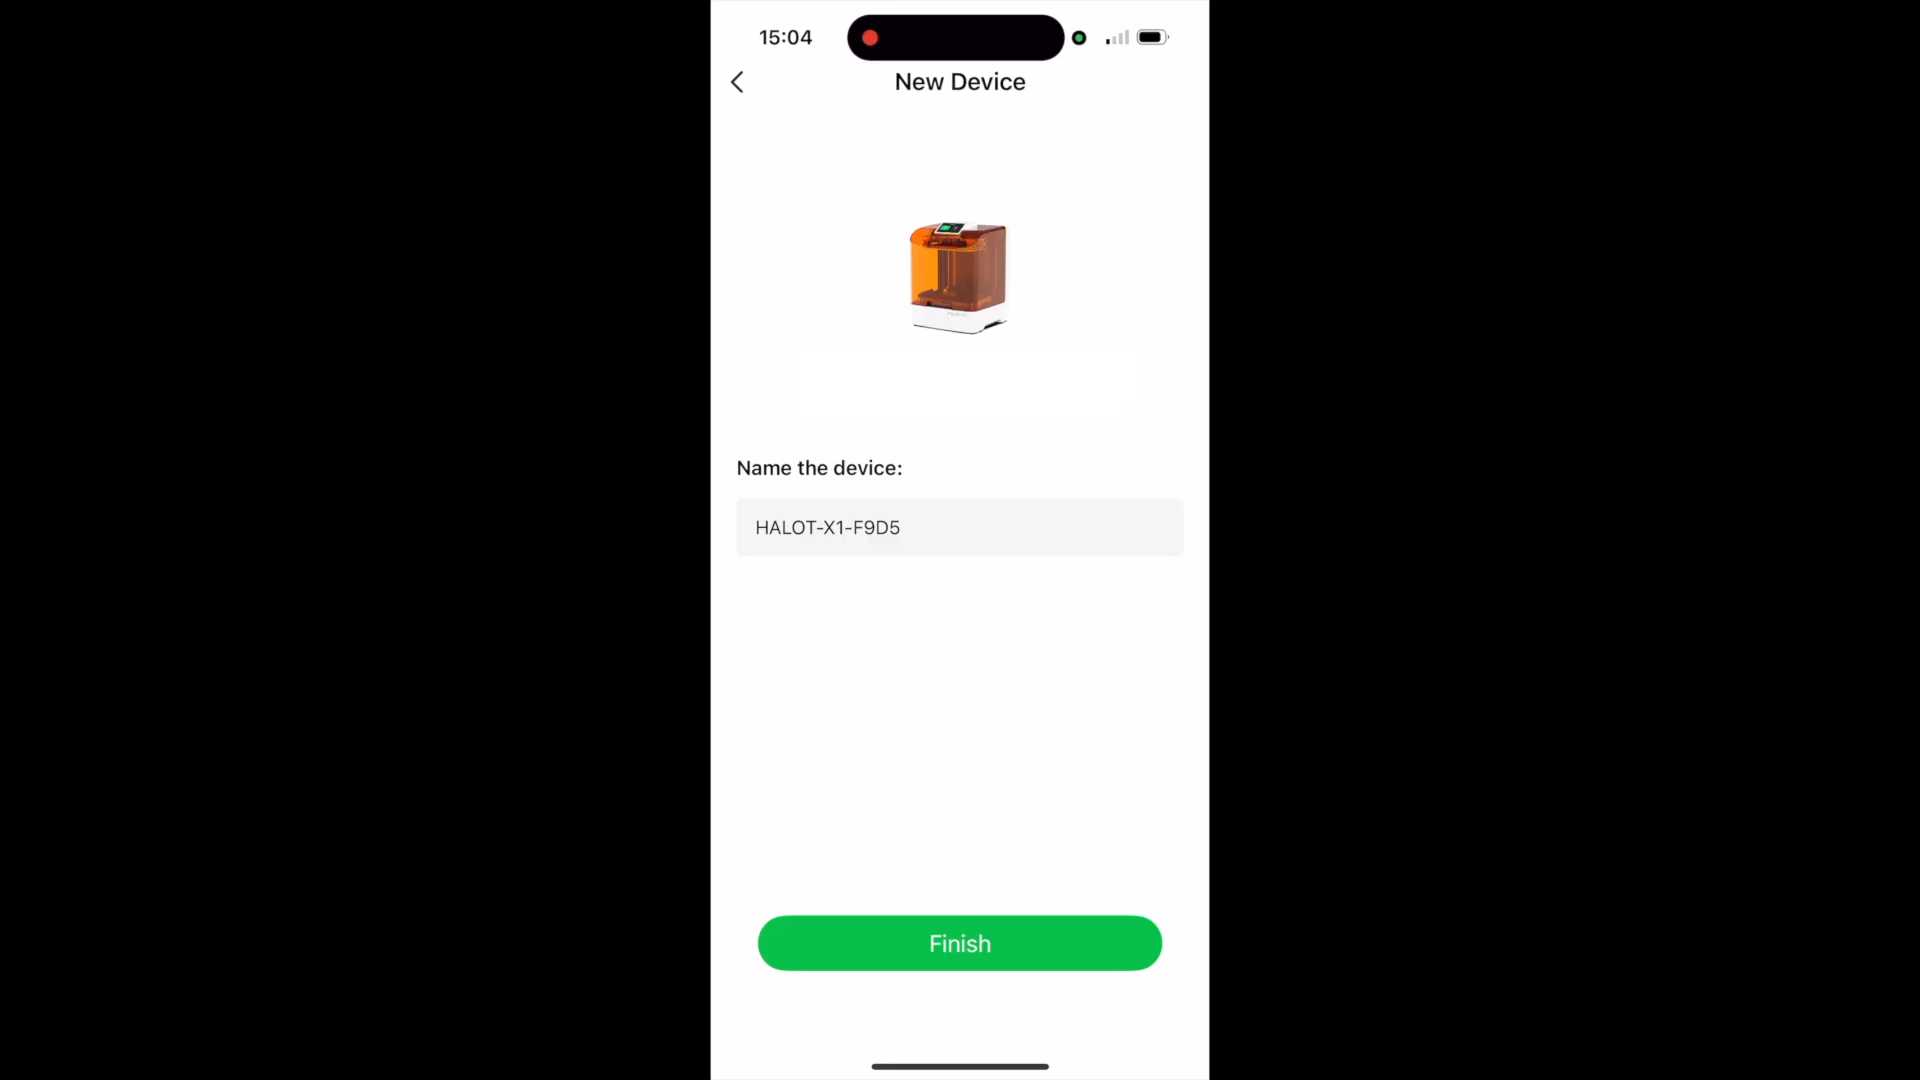 15:04
New Device
Name the device:
HALOT-X1-F9D5
Finish